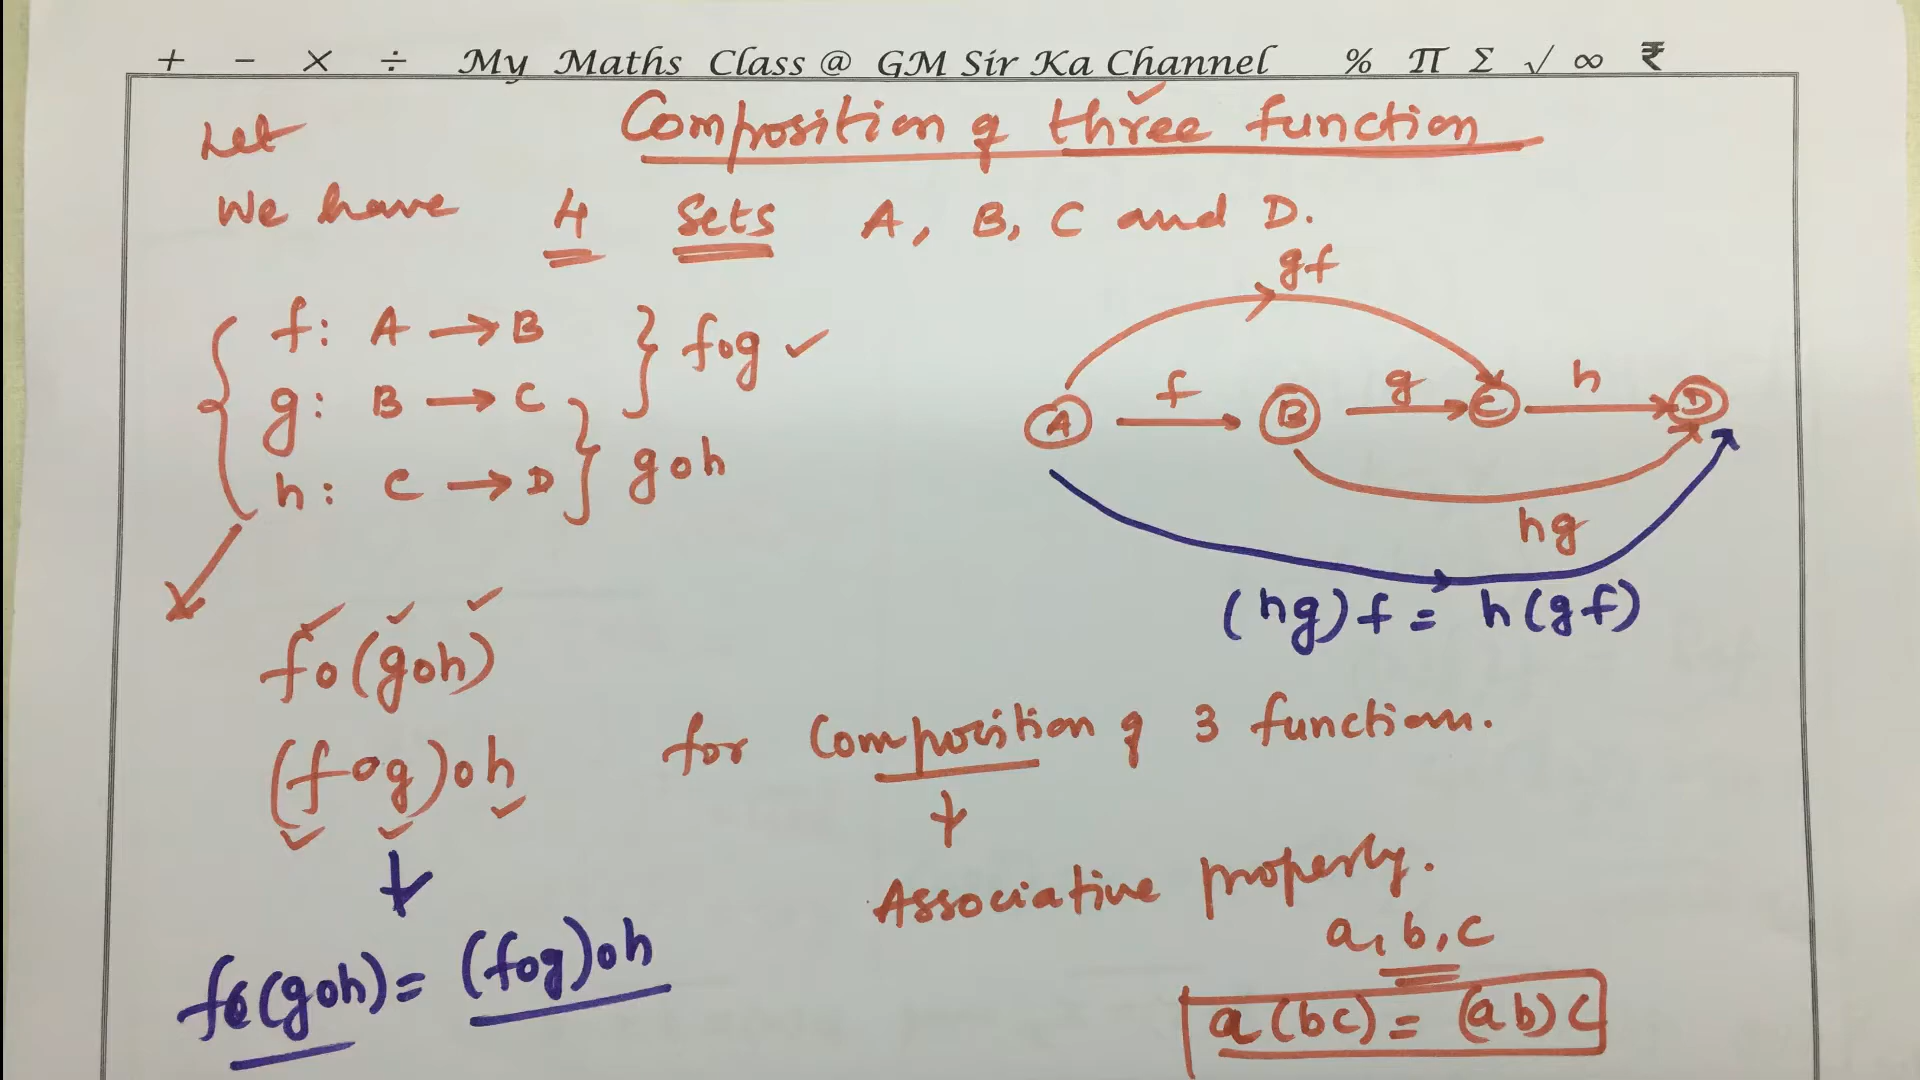 + - × ÷ My Maths Class @ GM Sir Ka Channel % Π Σ √ ∞ ₹
Let
Composition of three function
We have 4 Sets A, B, C and D.
f: A → B
g: B → C
h: C → D
fog ✓
goh
gf
f
g
h
A
B
C
D
hg
(hg)f = h(gf)
fo(goh)
(fog)oh
for Composition of 3 function.
Associative property.
a, b, c
a(bc) = (ab)c
fo(goh) = (fog)oh